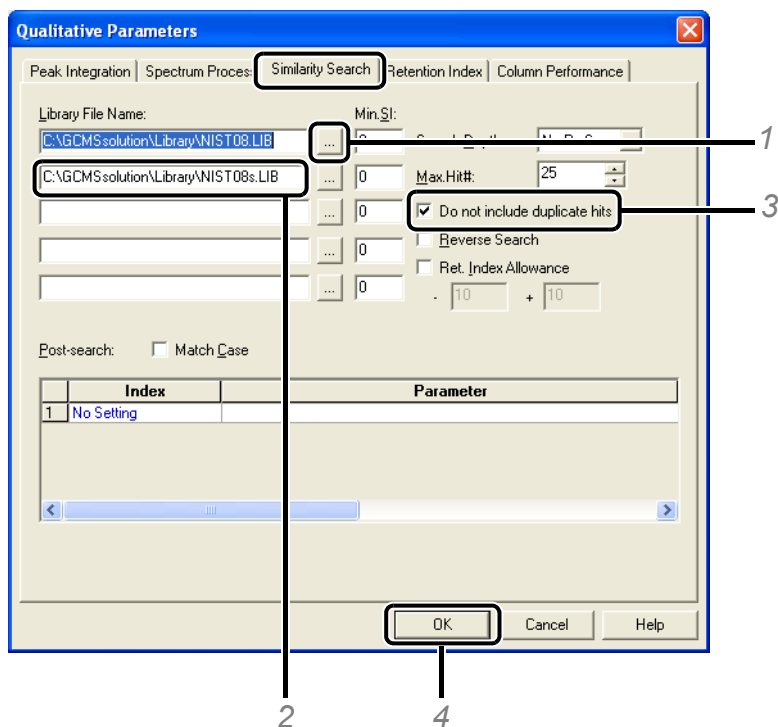 Qualitative Parameters
Peak Integration Spectrum Proces Similarity Search Retention Index Column Performance
Library File Name: Min.SI:
C:\GCMSsolution\Library\NIST08.LIB ...
1
C:\GCMSsolution\Library\NIST08s.LIB ... 0 Max.Hit#: 25
... 0 Do not include duplicate hits
3
... 0 Reverse Search
... 0 Ret. Index Allowance
- 10 + 10
Post-search: Match Case
Index Parameter
1 No Setting
OK Cancel Help
2 4